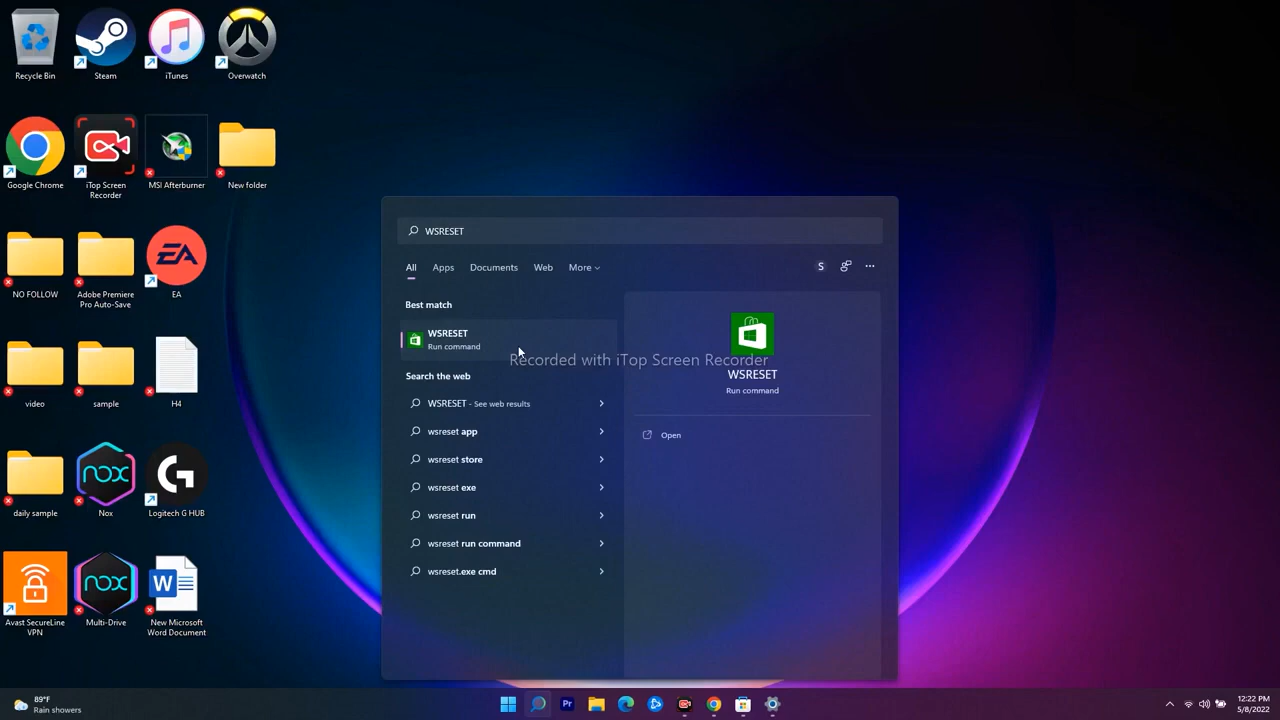 Recycle Bin
Steam
iTunes
Overwatch
Google Chrome
iTop Screen
Recorder
MSI Afterburner
New folder
NO FOLLOW
Adobe Premiere
Pro Auto-Save
EA
EA
video
sample
H4
daily sample
nox
Nox
Logitech G HUB
Avast SecureLine
VPN
nox
Multi-Drive
W
New Microsoft
Word Document
WSRESET
All
Apps
Documents
Web
More
S
Best match
WSRESET
Run command
Search the web
WSRESET - See web results
wsreset app
wsreset store
wsreset exe
wsreset run
wsreset run command
wsreset.exe cmd
Recorded with iTop Screen Recorder
WSRESET
Run command
Open
89°F
Rain showers
Pr
12:22 PM
5/8/2022